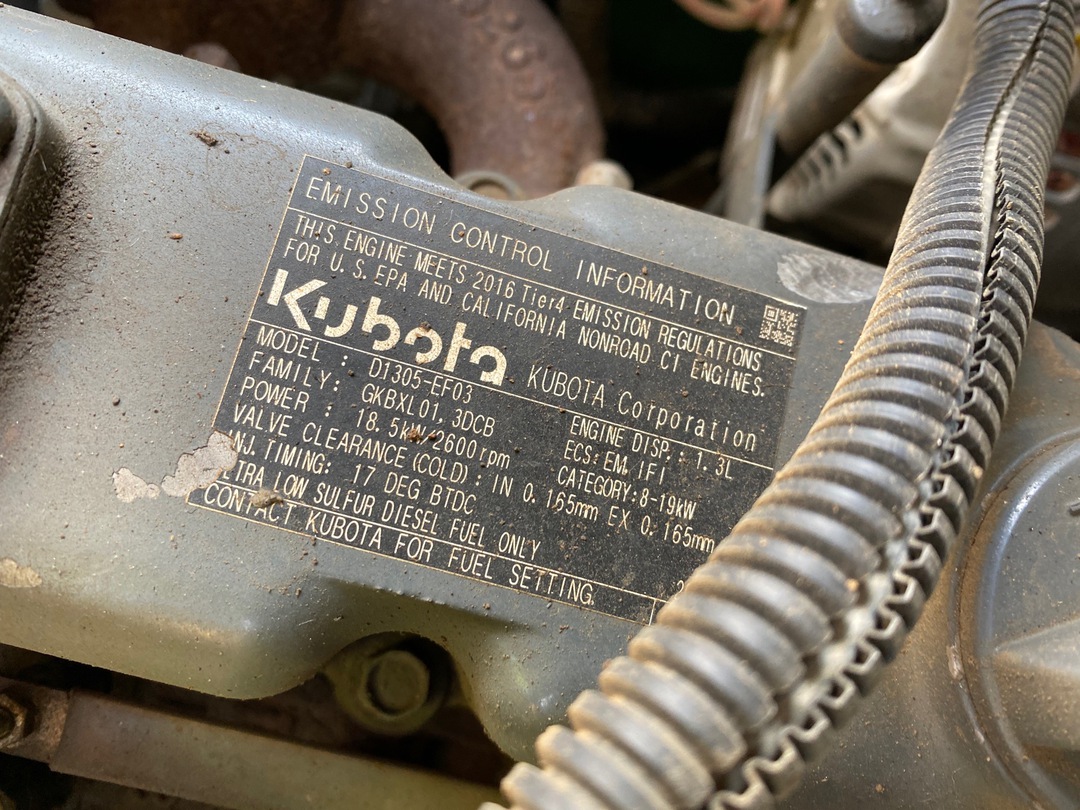 EMISSION CONTROL INFORMATION
THIS ENGINE MEETS 2016 Tier4 EMISSION REGULATIONS
FOR U.S. EPA AND CALIFORNIA NONROAD CI ENGINES.
Kubota KUBOTA Corporation
MODEL : D1305-EF03 ENGINE DISP. : 1.3L
FAMILY: GKBXL01.3DCB ECS: EM, IFI
POWER : 18.5kW/2600rpm CATEGORY:8-19kW
VALVE CLEARANCE (COLD) : IN 0.165mm EX 0.165mm
INJ. TIMING: 17 DEG BTDC
ULTRA LOW SULFUR DIESEL FUEL ONLY
CONTACT KUBOTA FOR FUEL SETTING.